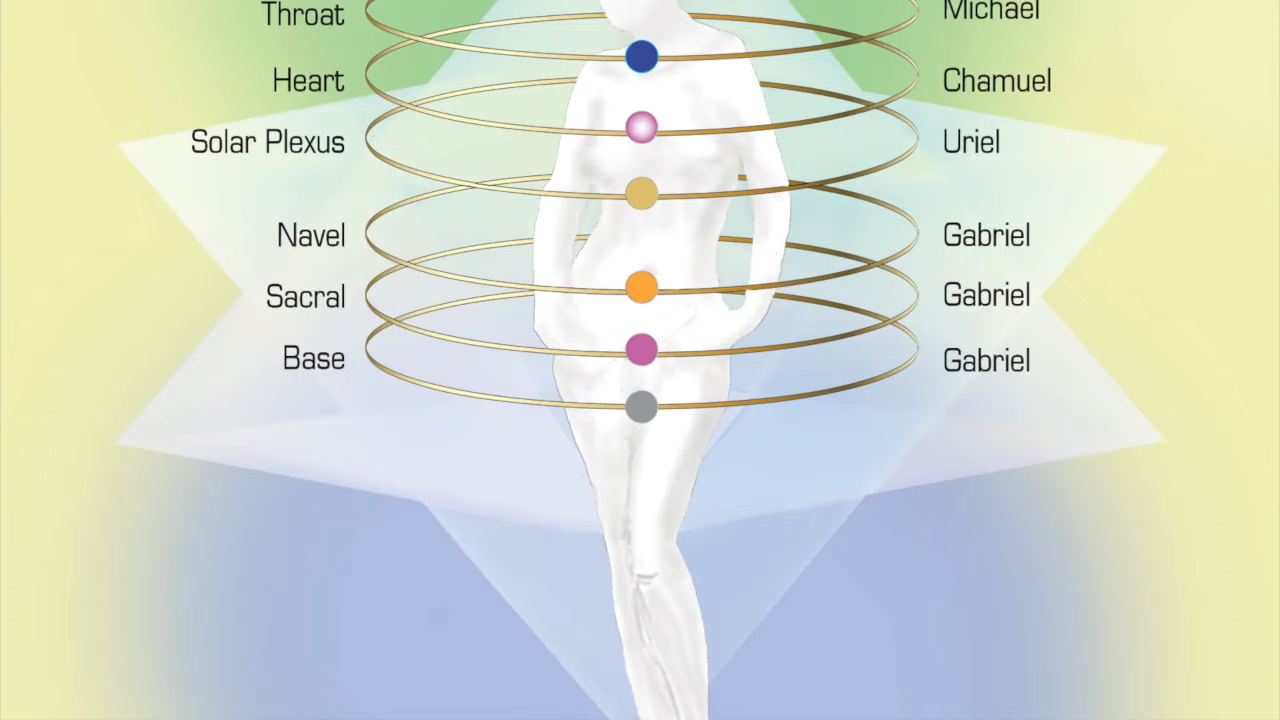 Throat Michael
Heart Chamuel
Solar Plexus Uriel
Navel Gabriel
Sacral Gabriel
Base Gabriel